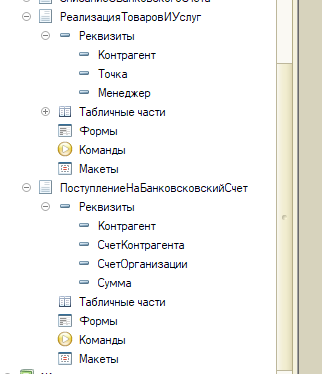 РеализацияТоваровИУслуг
Реквизиты
Контрагент
Точка
Менеджер
Табличные части
Формы
Команды
Макеты
ПоступлениеНаБанковсковскийСчет
Реквизиты
Контрагент
СчетКонтрагента
СчетОрганизации
Сумма
Табличные части
Формы
Команды
Макеты